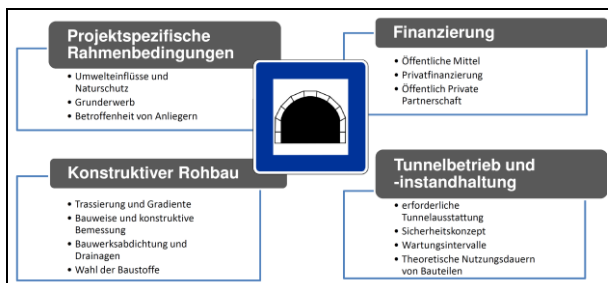 Projektspezifische
Rahmenbedingungen
• Umwelteinflüsse und
Naturschutz
• Grunderwerb
• Betroffenheit von Anliegern
Finanzierung
• Öffentliche Mittel
• Privatfinanzierung
• Öffentlich Private
Partnerschaft
Konstruktiver Rohbau
• Trassierung und Gradiente
• Bauweise und konstruktive
Bemessung
• Bauwerksabdichtung und
Drainagen
• Wahl der Baustoffe
Tunnelbetrieb und
-instandhaltung
• erforderliche
Tunnelausstattung
• Sicherheitskonzept
• Wartungsintervalle
• Theoretische Nutzungsdauern
von Bauteilen